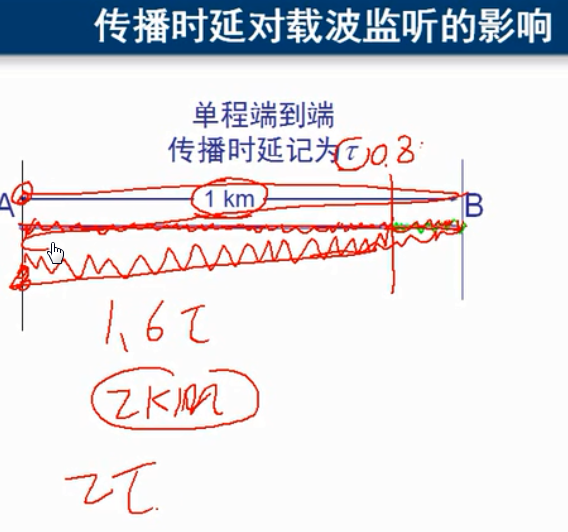 传播时延对载波监听的影响
单程端到端
传播时延记为τ 0.8
A 1 km B
1.6τ
2KM
2τ